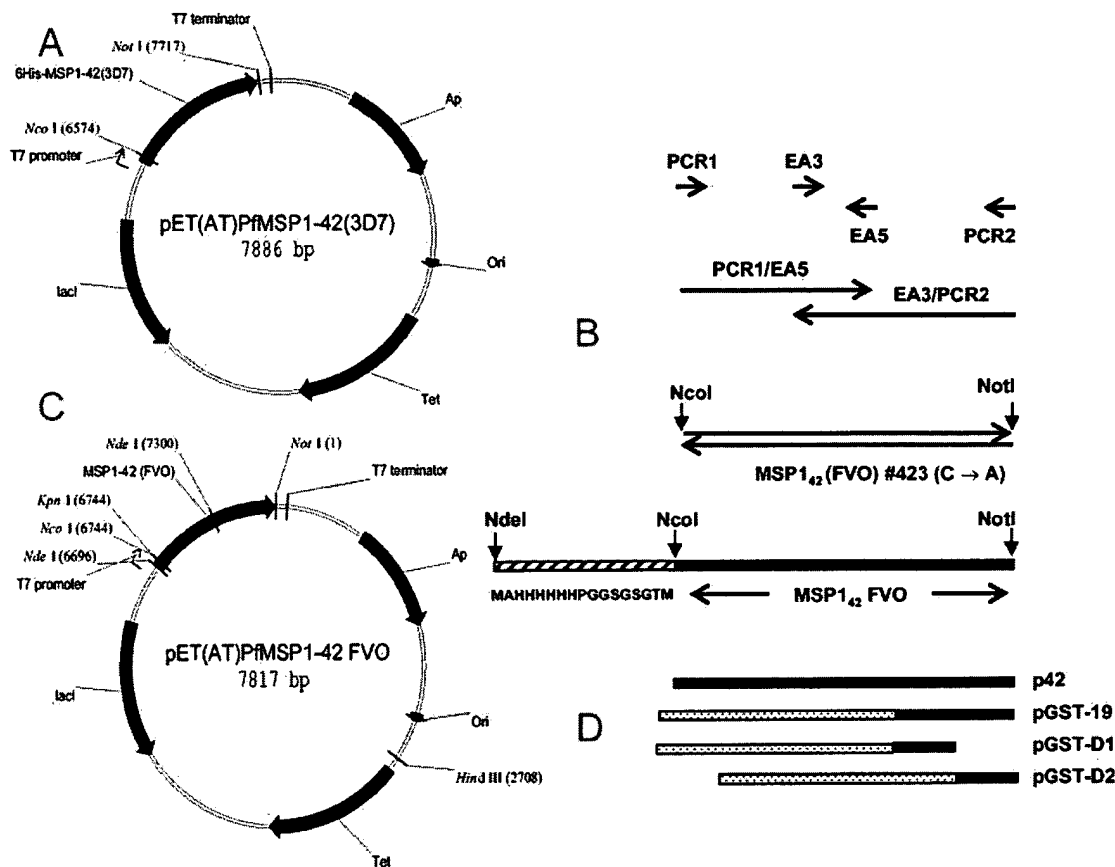 A
T7 terminator
Not I (7717)
6His-MSP1-42(3D7)
Nco I (6574)
T7 promoter
Ap
pET(AT)PfMSP1-42(3D7)
7886 bp
Ori
lacI
Tet
B
PCR1
EA3
EA5
PCR2
PCR1/EA5
EA3/PCR2
NcoI
NotI
MSP1₄₂ (FVO) #423 (C → A)
NdeI
NcoI
NotI
MAHHHHHHPGGSGSGTM
MSP1₄₂ FVO
C
Nde I (7300)
Not I (1)
MSP1-42 (FVO)
T7 terminator
Kpn I (6744)
Nco I (6744)
Nde I (6696)
T7 promoter
Ap
pET(AT)PfMSP1-42 FVO
7817 bp
lacI
Ori
Hind III (2708)
Tet
D
p42
pGST-19
pGST-D1
pGST-D2